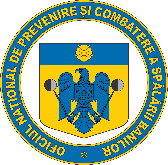 OFICIUL NAȚIONAL DE PREVENIRE ȘI COMBATERE A SPĂLĂRII BANILOR